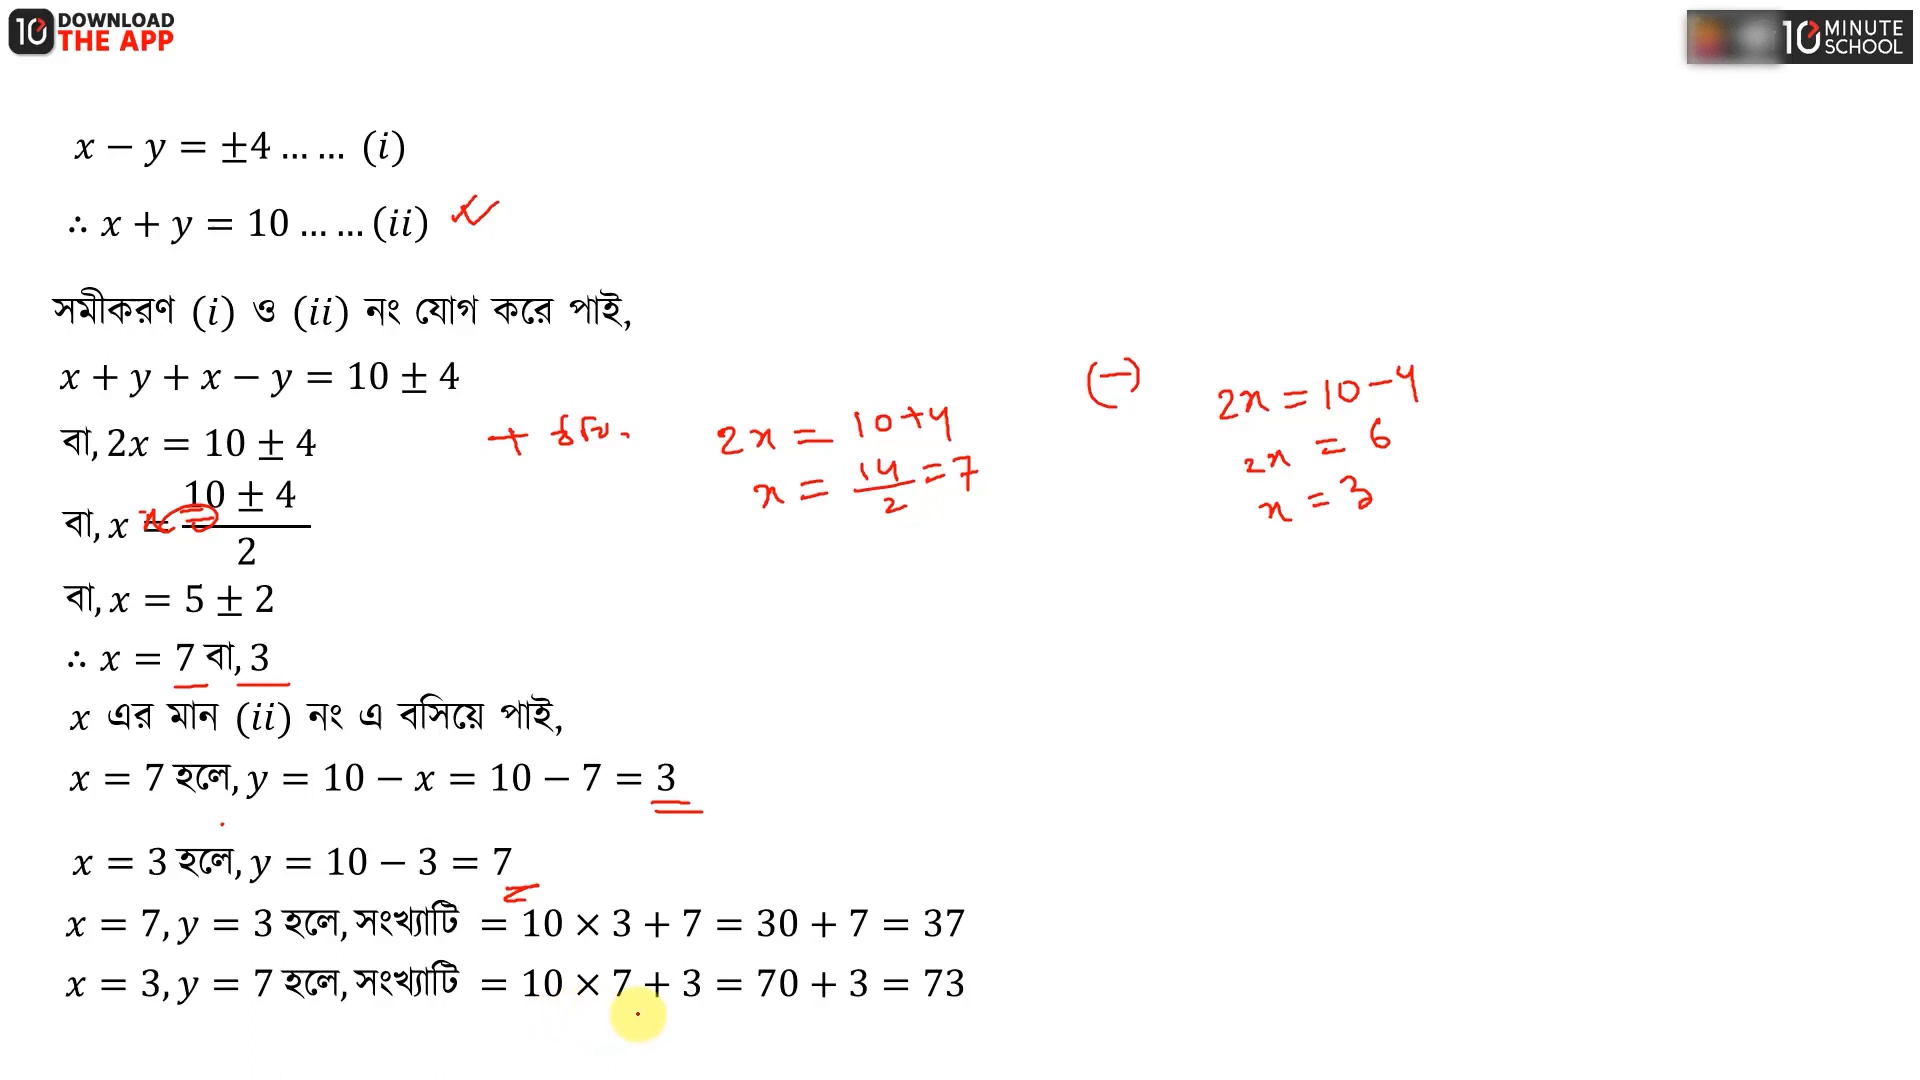 DOWNLOAD
THE APP
10 MINUTE
SCHOOL
x − y = ±4 … … (i)
∴ x + y = 10 … … (ii)
সমীকরণ (i) ও (ii) নং যোগ করে পাই,
x + y + x − y = 10 ± 4
(−)
2x = 10 − 4
বা, 2x = 10 ± 4
+
2x = 10 + 4
2x = 6
বা, x = (10 ± 4)/2
x =
x = 14/2 = 7
x = 3
বা, x = 5 ± 2
∴ x = 7 বা, 3
x এর মান (ii) নং এ বসিয়ে পাই,
x = 7 হলে, y = 10 − x = 10 − 7 = 3
x = 3 হলে, y = 10 − 3 = 7
x = 7, y = 3 হলে, সংখ্যাটি = 10 × 3 + 7 = 30 + 7 = 37
x = 3, y = 7 হলে, সংখ্যাটি = 10 × 7 + 3 = 70 + 3 = 73